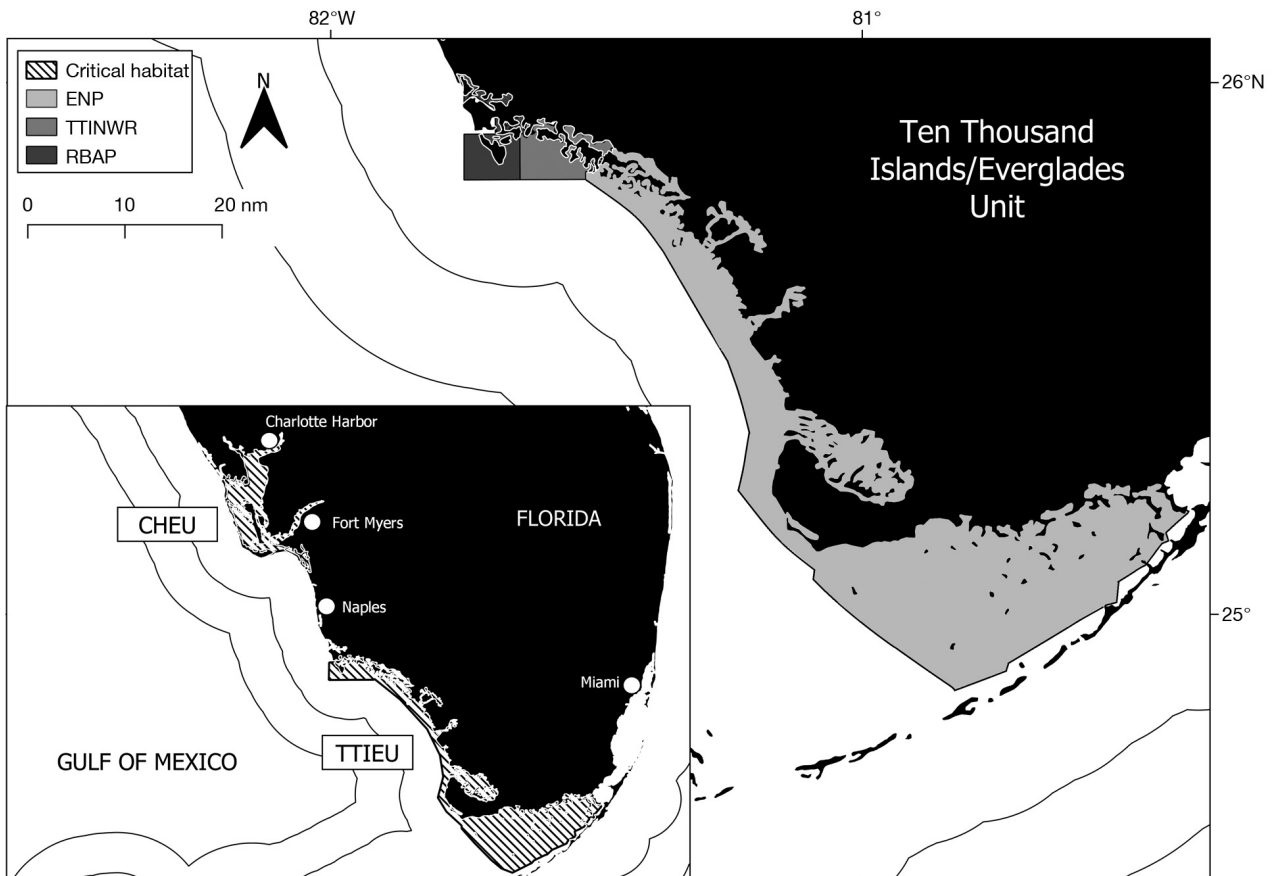 82°W
81°
Critical habitat
ENP
TTINWR
RBAP
N
0 10 20 nm
26°N
Ten Thousand
Islands/Everglades
Unit
25°
Charlotte Harbor
CHEU
Fort Myers
FLORIDA
Naples
Miami
TTIEU
GULF OF MEXICO